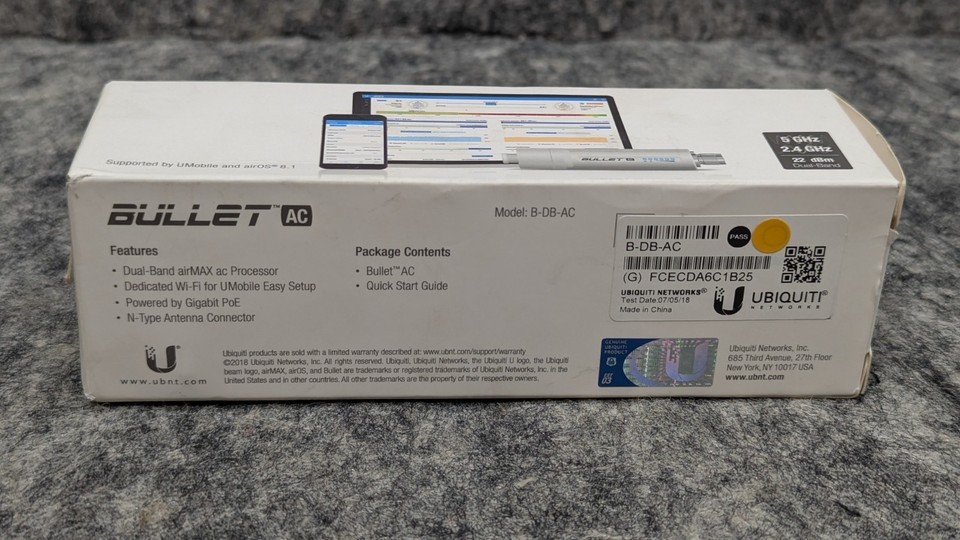 Supported by UMobile and airOS® 8.1
BULLET AC
5 GHz
2.4 GHz
22 dBm
Dual-Band
BULLET™ AC
Model: B-DB-AC
Features
• Dual-Band airMAX ac Processor
• Dedicated Wi-Fi for UMobile Easy Setup
• Powered by Gigabit PoE
• N-Type Antenna Connector
Package Contents
• Bullet™AC
• Quick Start Guide
PASS
B-DB-AC
(G) FCECDA6C1B25
UBIQUITI NETWORKS®
Test Date:07/05/18
Made in China
UBIQUITI®
NETWORKS
www.ubnt.com
Ubiquiti products are sold with a limited warranty described at: www.ubnt.com/support/warranty
©2018 Ubiquiti Networks, Inc. All rights reserved. Ubiquiti, Ubiquiti Networks, the Ubiquiti U logo, the Ubiquiti
beam logo, airMAX, airOS, and Bullet are trademarks or registered trademarks of Ubiquiti Networks, Inc. in the
United States and in other countries. All other trademarks are the property of their respective owners.
GENUINE
UBIQUITI
PRODUCT
03
Ubiquiti Networks, Inc.
685 Third Avenue, 27th Floor
New York, NY 10017 USA
www.ubnt.com